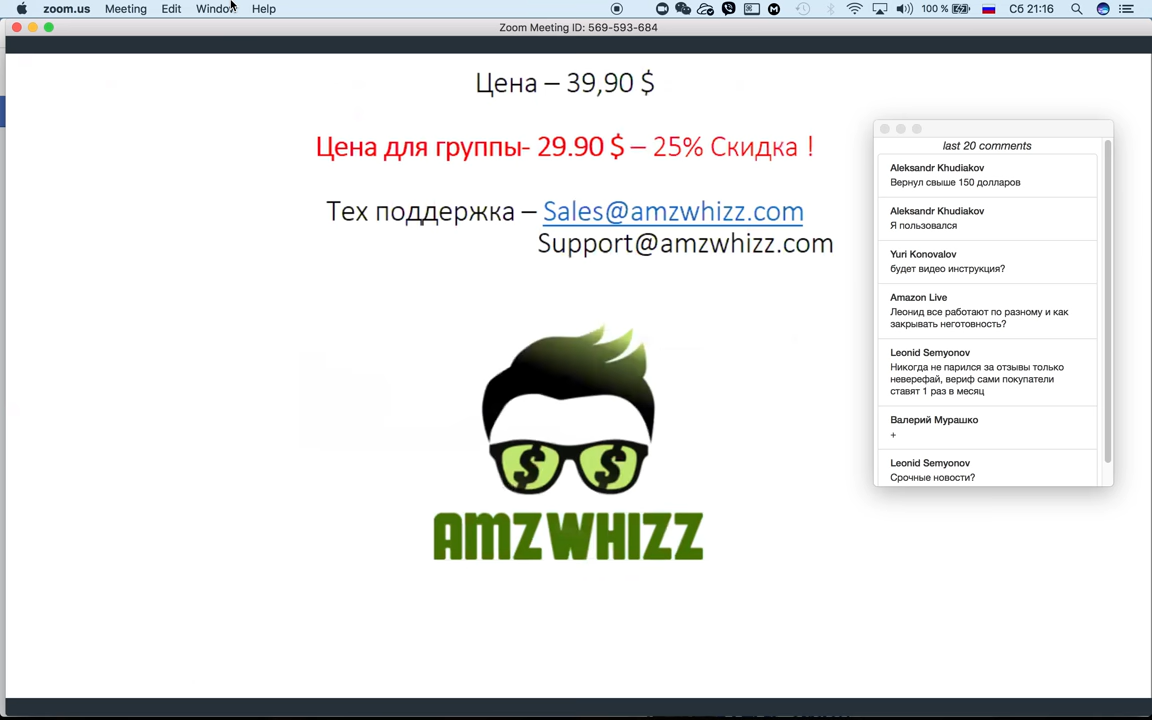 zoom.us Meeting Edit Window Help 100 % Сб 21:16
Zoom Meeting ID: 569-593-684
Цена – 39,90 $
Цена для группы- 29.90 $ – 25% Скидка !
Тех поддержка – Sales@amzwhizz.com
Support@amzwhizz.com
AMZWHIZZ
last 20 comments
Aleksandr Khudiakov
Вернул свыше 150 долларов
Aleksandr Khudiakov
Я пользовался
Yuri Konovalov
будет видео инструкция?
Amazon Live
Леонид все работают по разному и как
закрывать неготовность?
Leonid Semyonov
Никогда не парился за отзывы только
неверефай, вериф сами покупатели
ставят 1 раз в месяц
Валерий Мурашко
+
Leonid Semyonov
Срочные новости?